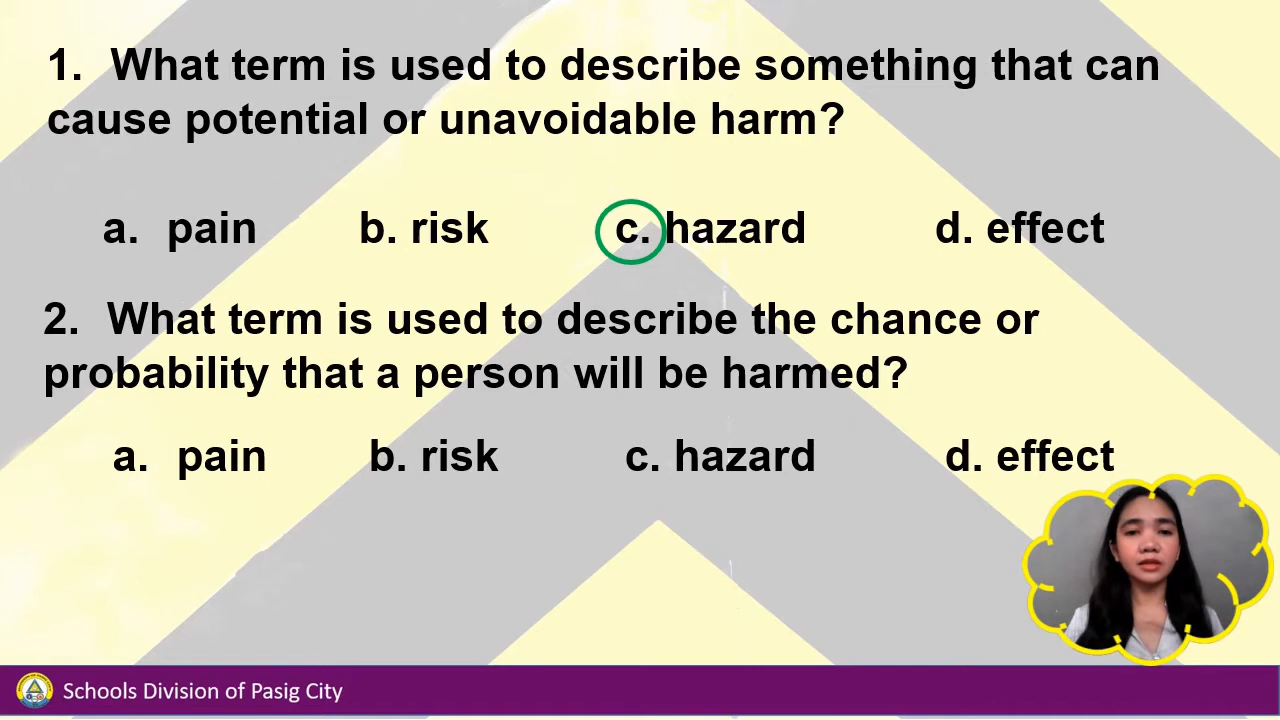 1. What term is used to describe something that can
cause potential or unavoidable harm?
a. pain b. risk c. hazard d. effect
2. What term is used to describe the chance or
probability that a person will be harmed?
a. pain b. risk c. hazard d. effect
Schools Division of Pasig City